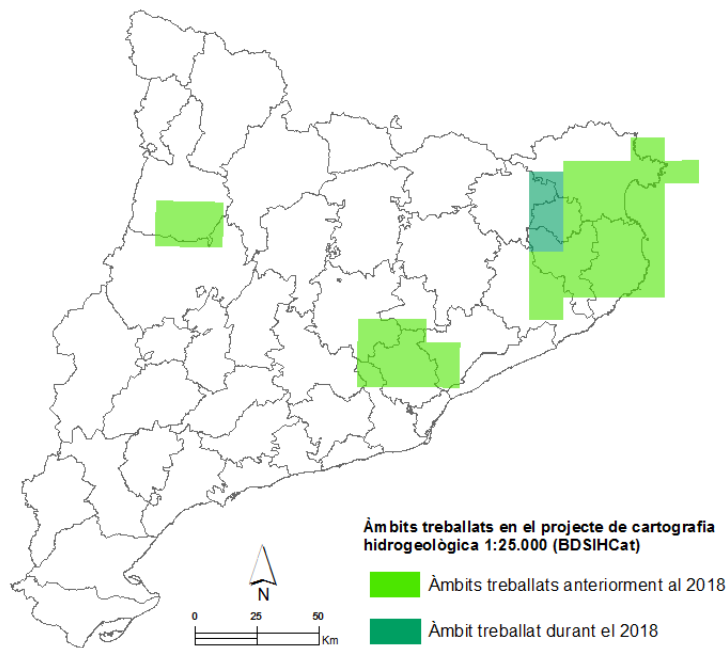 Àmbits treballats en el projecte de cartografia
hidrogeològica 1:25.000 (BDSIHCat)
Àmbits treballats anteriorment al 2018
Àmbit treballat durant el 2018
N
0 25 50
Km